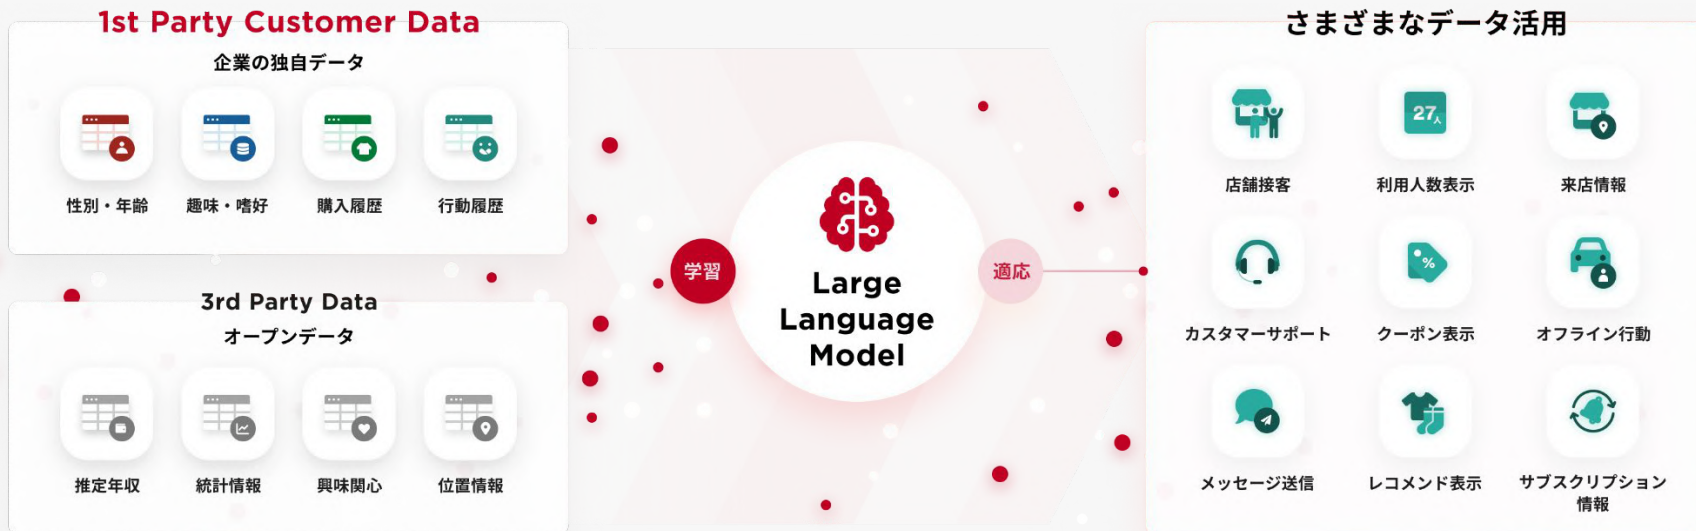 1st Party Customer Data
企業の独自データ
性別・年齢
趣味・嗜好
購入履歴
行動履歴
3rd Party Data
オープンデータ
推定年収
統計情報
興味関心
位置情報
学習
Large
Language
Model
適応
さまざまなデータ活用
27人
店舗接客
利用人数表示
来店情報
%
カスタマーサポート
クーポン表示
オフライン行動
メッセージ送信
レコメンド表示
サブスクリプション
情報